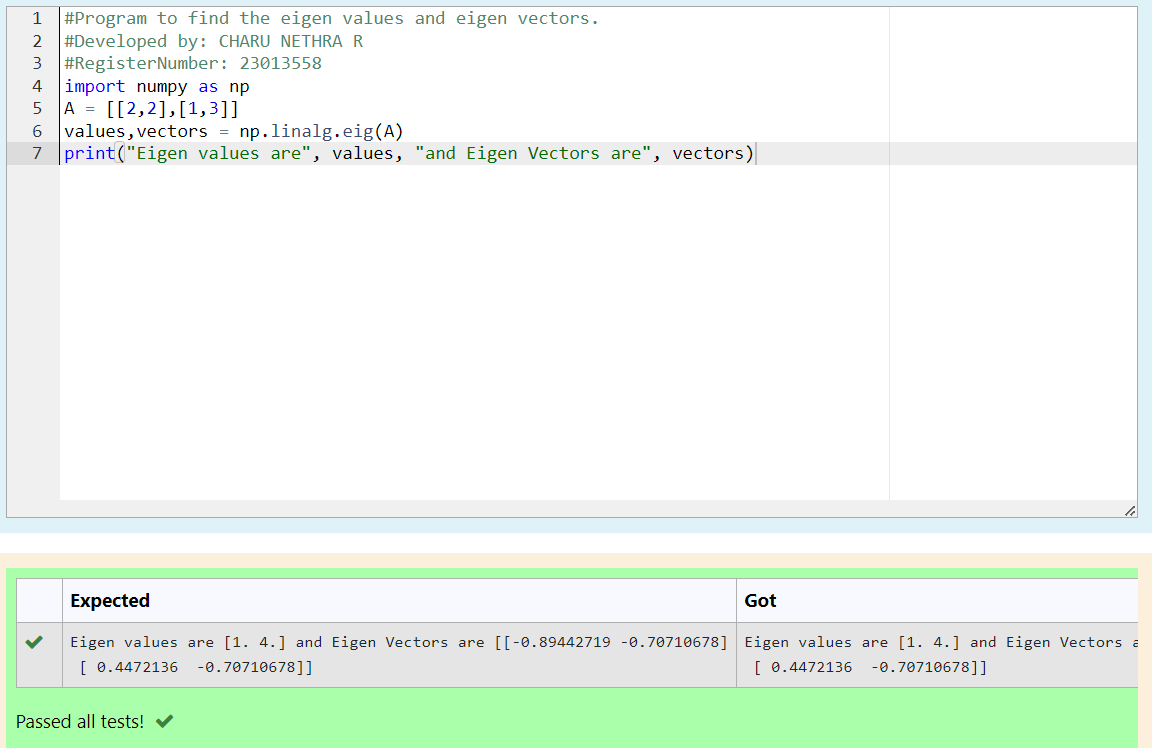 1 #Program to find the eigen values and eigen vectors.
2 #Developed by: CHARU NETHRA R
3 #RegisterNumber: 23013558
4 import numpy as np
5 A = [[2,2],[1,3]]
6 values,vectors = np.linalg.eig(A)
7 print("Eigen values are", values, "and Eigen Vectors are", vectors)
Expected Got
Eigen values are [1. 4.] and Eigen Vectors are [[-0.89442719 -0.70710678] Eigen values are [1. 4.] and Eigen Vectors a
[ 0.4472136  -0.70710678]] [ 0.4472136  -0.70710678]]
Passed all tests!